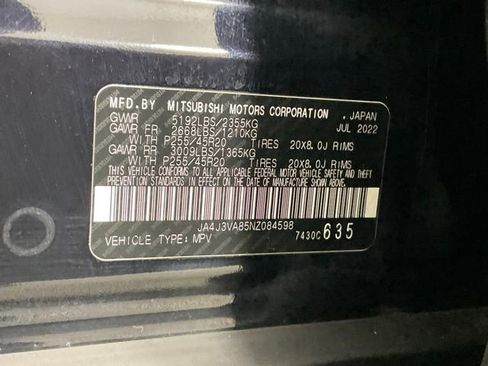 MFD.BY MITSUBISHI MOTORS CORPORATION , JAPAN
GVWR 5192LBS/2355KG JUL 2022
GAWR FR 2668LBS/1210KG
WITH P255/45R20 TIRES 20X8.0J RIMS
GAWR RR 3009LBS/1365KG
WITH P255/45R20 TIRES 20X8.0J RIMS
THIS VEHICLE CONFORMS TO ALL APPLICABLE FEDERAL MOTOR VEHICLE SAFETY AND THEFT
PREVENTION STANDARDS IN EFFECT ON THE DATE OF MANUFACTURE SHOWN ABOVE.
JA4J3VA85NZ084598
VEHICLE TYPE: MPV 7430C 635